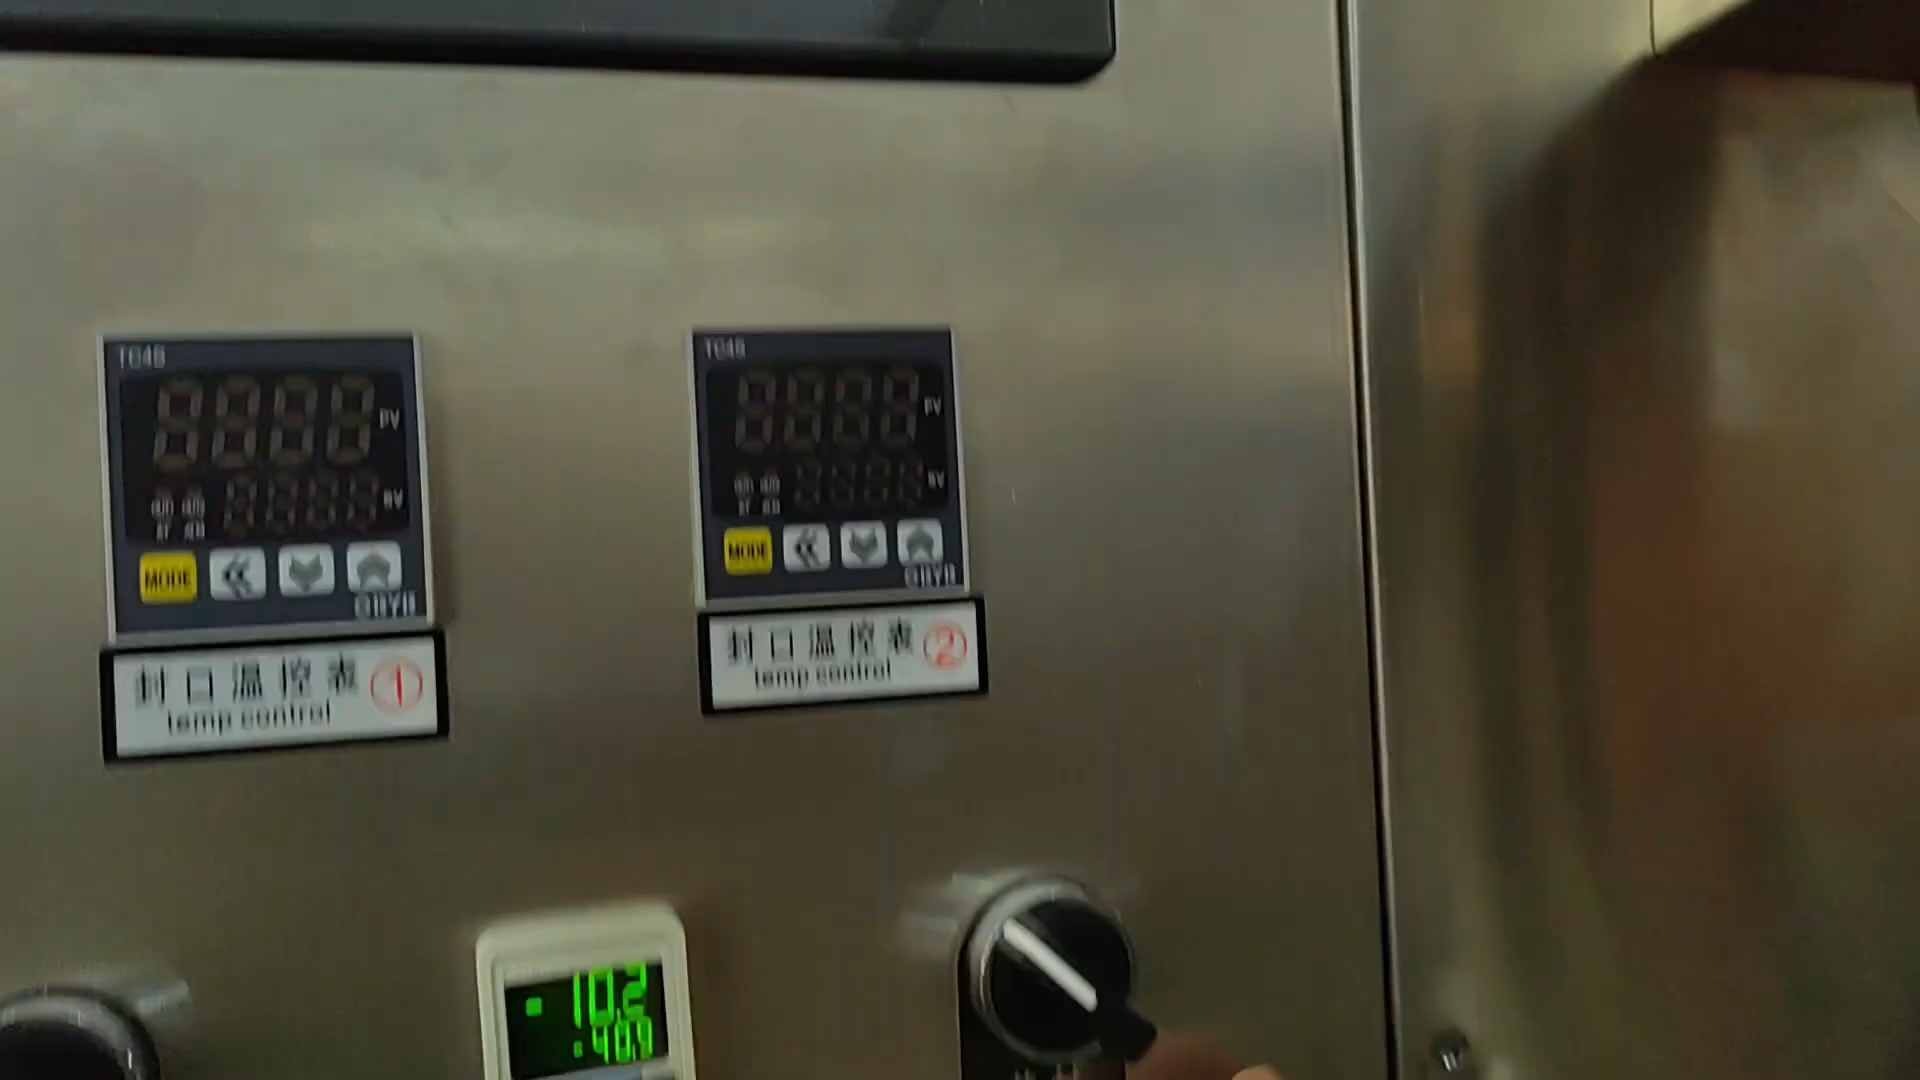 TC4S
PV
SV
MODE
封口温控表①
temp control
TC4S
PV
SV
MODE
封口温控表②
temp control
-10.2
-40.9